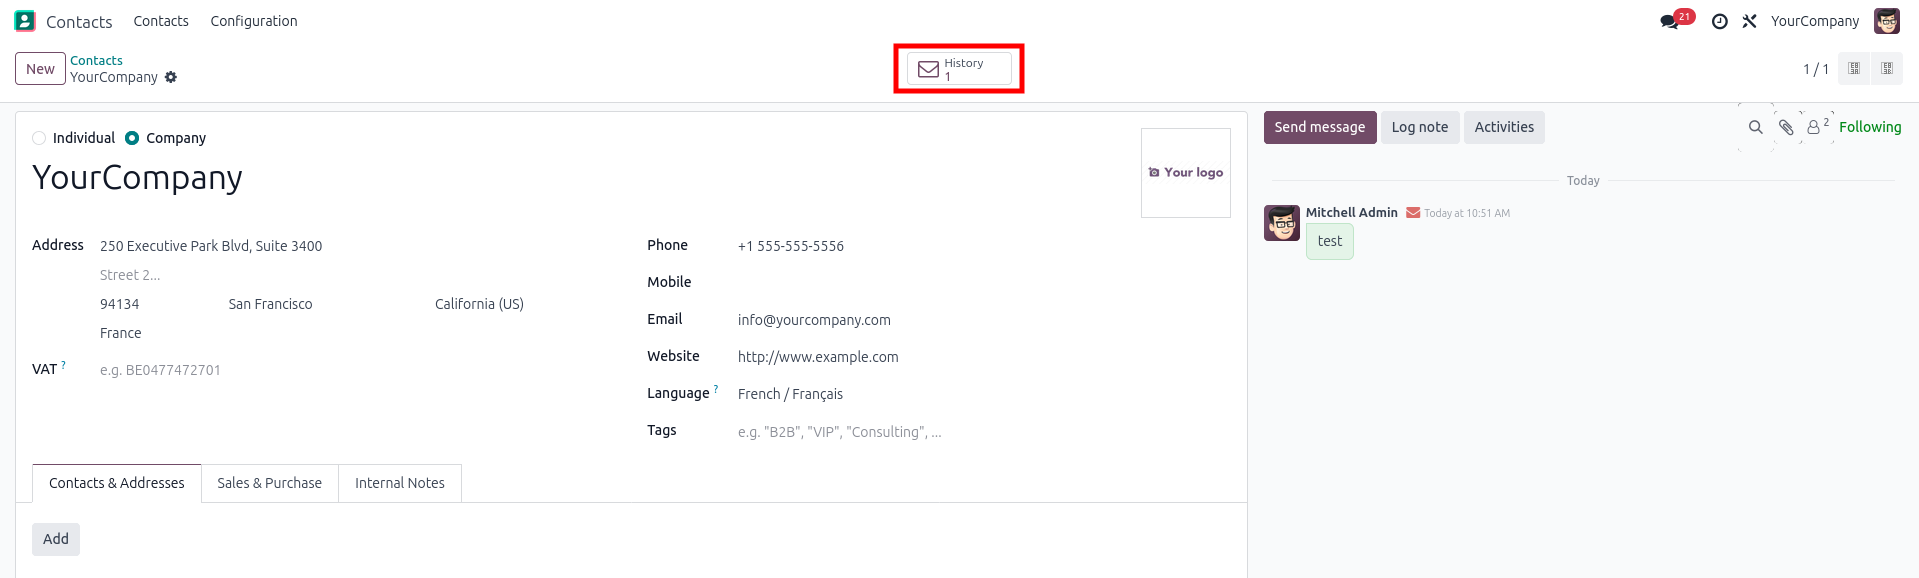 Contacts Contacts Configuration 21 YourCompany
New Contacts
YourCompany
History
1
1 / 1
Individual Company
YourCompany
Your logo
Address 250 Executive Park Blvd, Suite 3400
Street 2...
94134 San Francisco California (US)
France
VAT ? e.g. BE0477472701
Phone +1 555-555-5556
Mobile
Email info@yourcompany.com
Website http://www.example.com
Language ? French / Français
Tags e.g. "B2B", "VIP", "Consulting", ...
Contacts & Addresses Sales & Purchase Internal Notes
Add
Send message Log note Activities 2 Following
Today
Mitchell Admin Today at 10:51 AM
test